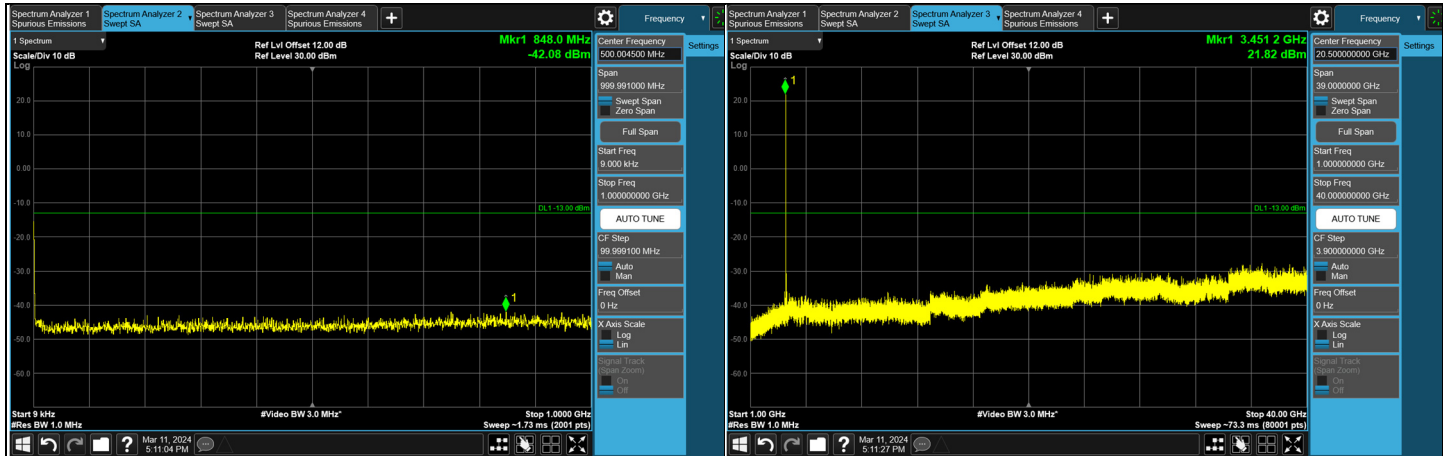 Spectrum Analyzer 1
Spurious Emissions
Spectrum Analyzer 2
Swept SA
Spectrum Analyzer 3
Swept SA
Spectrum Analyzer 4
Spurious Emissions
Frequency
1 Spectrum
Scale/Div 10 dB
Log
Ref Lvl Offset 12.00 dB
Ref Level 30.00 dBm
Mkr1 848.0 MHz
-42.08 dBm
20.0
10.0
0.00
-10.0
-20.0
-30.0
-40.0
-50.0
-60.0
1
DL1 -13.00 dBm
Start 9 kHz
#Res BW 1.0 MHz
#Video BW 3.0 MHz*
Stop 1.0000 GHz
Sweep ~1.73 ms (2001 pts)
Center Frequency
500.004500 MHz
Settings
Span
999.991000 MHz
Swept Span
Zero Span
Full Span
Start Freq
9.000 kHz
Stop Freq
1.000000000 GHz
AUTO TUNE
CF Step
99.999100 MHz
Auto
Man
Freq Offset
0 Hz
X Axis Scale
Log
Lin
Signal Track
(Span Zoom)
On
Off
?
Mar 11, 2024
5:11:04 PM
Spectrum Analyzer 1
Spurious Emissions
Spectrum Analyzer 2
Swept SA
Spectrum Analyzer 3
Swept SA
Spectrum Analyzer 4
Spurious Emissions
Frequency
1 Spectrum
Scale/Div 10 dB
Log
Ref Lvl Offset 12.00 dB
Ref Level 30.00 dBm
Mkr1 3.451 2 GHz
21.82 dBm
20.0
10.0
0.00
-10.0
-20.0
-30.0
-40.0
-50.0
-60.0
1
DL1 -13.00 dBm
Start 1.00 GHz
#Res BW 1.0 MHz
#Video BW 3.0 MHz*
Stop 40.00 GHz
Sweep ~73.3 ms (80001 pts)
Center Frequency
20.500000000 GHz
Settings
Span
39.0000000 GHz
Swept Span
Zero Span
Full Span
Start Freq
1.000000000 GHz
Stop Freq
40.000000000 GHz
AUTO TUNE
CF Step
3.900000000 GHz
Auto
Man
Freq Offset
0 Hz
X Axis Scale
Log
Lin
Signal Track
(Span Zoom)
On
Off
?
Mar 11, 2024
5:11:27 PM